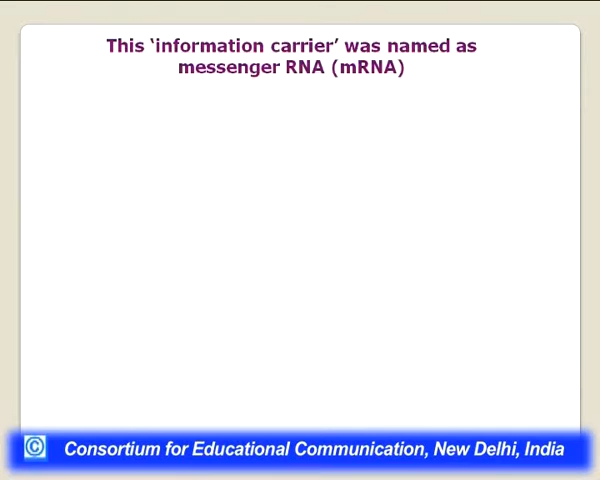 This ‘information carrier’ was named as
messenger RNA (mRNA)
© Consortium for Educational Communication, New Delhi, India